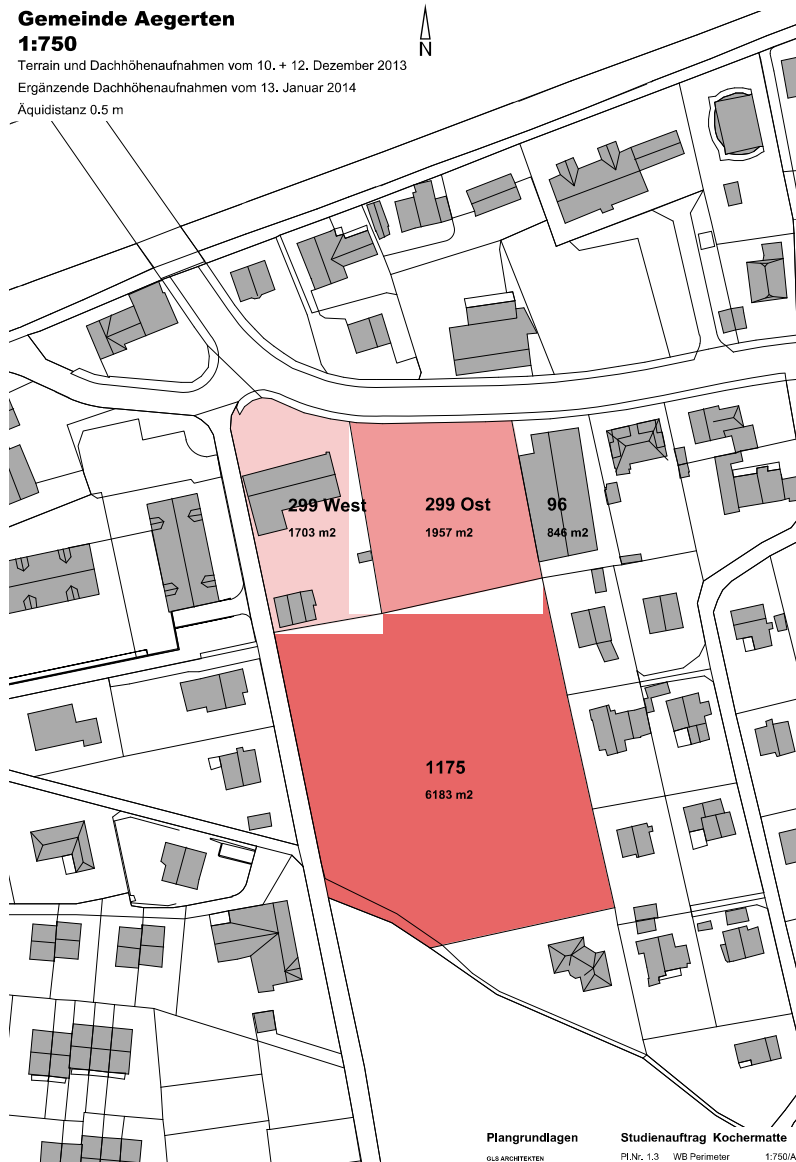 Gemeinde Aegerten
1:750
Terrain und Dachhöhenaufnahmen vom 10. + 12. Dezember 2013
Ergänzende Dachhöhenaufnahmen vom 13. Januar 2014
Äquidistanz 0.5 m
N
299 West
1703 m2
299 Ost
1957 m2
96
846 m2
1175
6183 m2
Plangrundlagen
GLS ARCHITEKTEN
Studienauftrag Kochermatte
Pl.Nr. 1.3 WB Perimeter 1:750/A